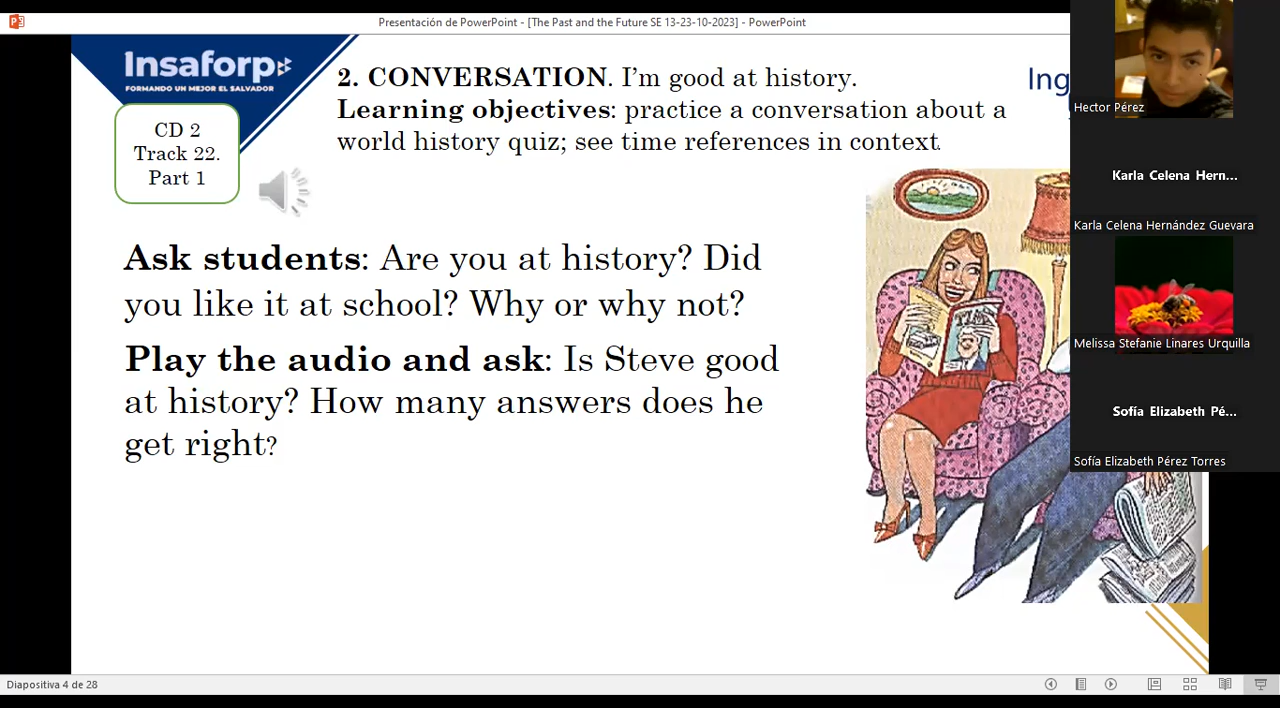 Presentación de PowerPoint - [The Past and the Future SE 13-23-10-2023] - PowerPoint
Insaforp
FORMANDO UN MEJOR EL SALVADOR
2. CONVERSATION. I’m good at history.
Learning objectives: practice a conversation about a
world history quiz; see time references in context.
Ing
CD 2
Track 22.
Part 1
Ask students: Are you at history? Did
you like it at school? Why or why not?
Play the audio and ask: Is Steve good
at history? How many answers does he
get right?
Hector Pérez
Karla Celena Hern...
Karla Celena Hernández Guevara
Melissa Stefanie Linares Urquilla
Sofía Elizabeth Pé...
Sofía Elizabeth Pérez Torres
Diapositiva 4 de 28